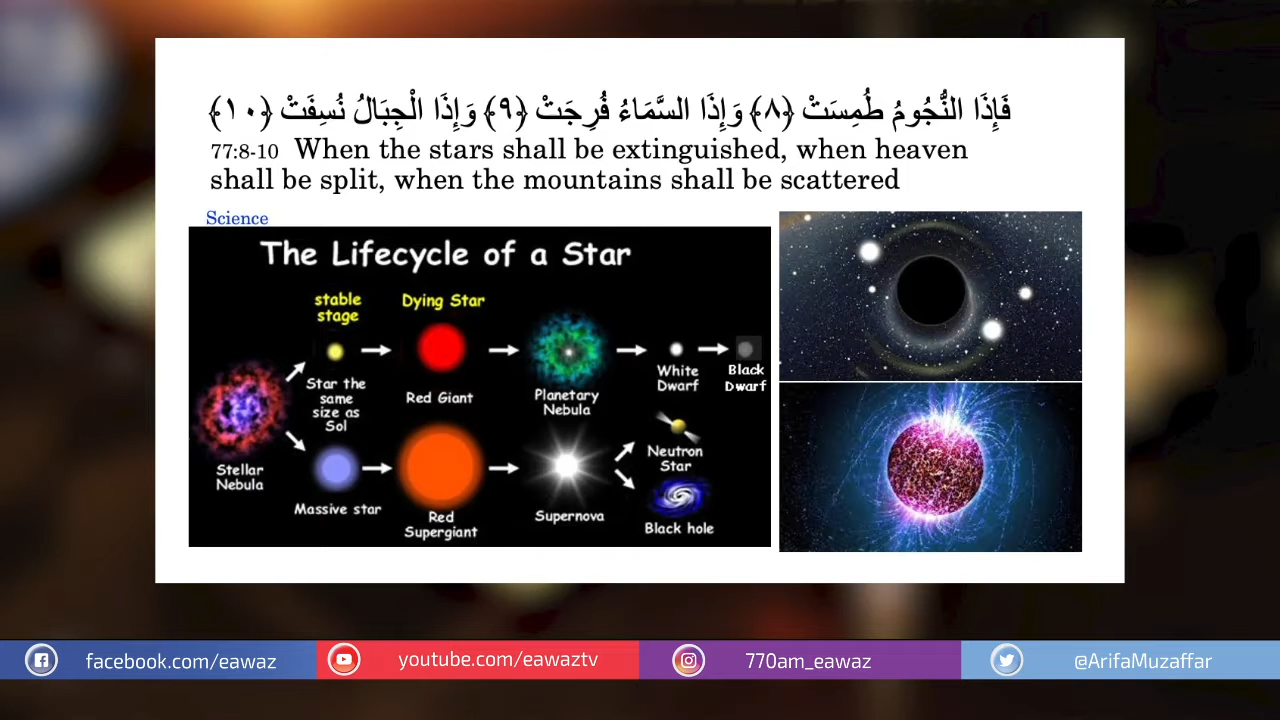 فَإِذَا النُّجُومُ طُمِسَتْ ﴿٨﴾ وَإِذَا السَّمَاءُ فُرِجَتْ ﴿٩﴾ وَإِذَا الْجِبَالُ نُسِفَتْ ﴿١٠﴾
77:8-10 When the stars shall be extinguished, when heaven
shall be split, when the mountains shall be scattered
Science
The Lifecycle of a Star
stable
stage
Dying Star
Star the
same
size as
Sol
Red Giant
Planetary
Nebula
White
Dwarf
Black
Dwarf
Stellar
Nebula
Massive star
Red
Supergiant
Supernova
Neutron
Star
Black hole
facebook.com/eawaz
youtube.com/eawaztv
770am_eawaz
@ArifaMuzaffar